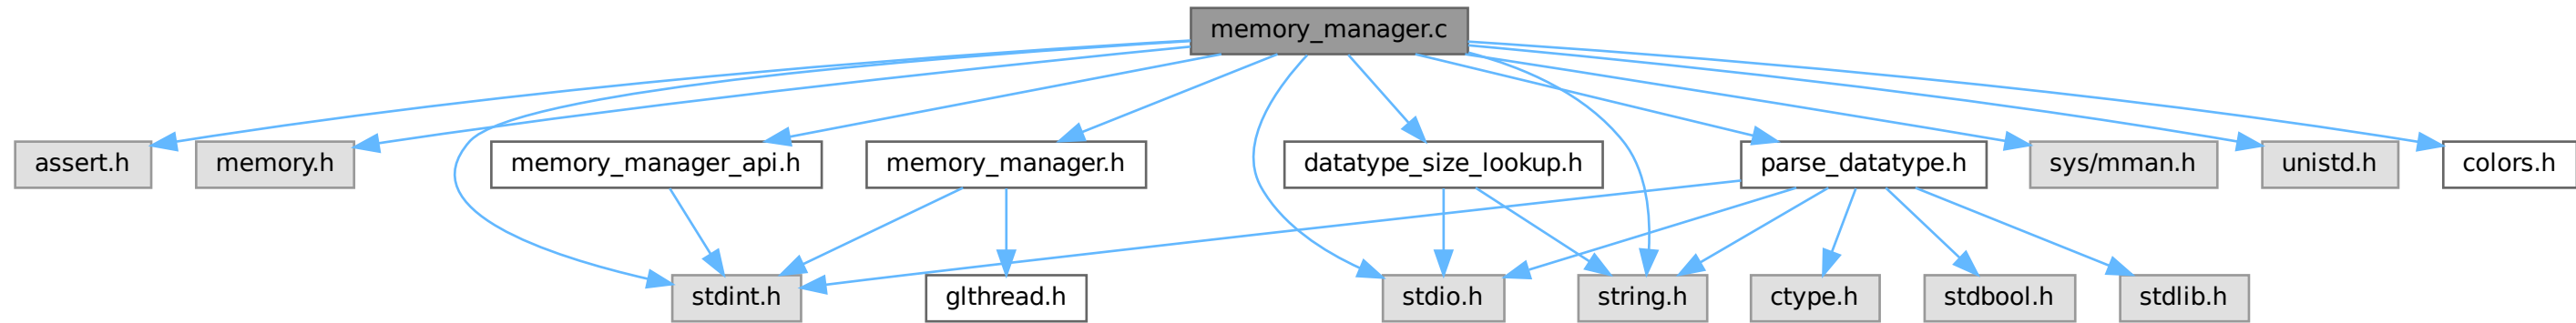 memory_manager.c
assert.h
memory.h
memory_manager_api.h
memory_manager.h
datatype_size_lookup.h
parse_datatype.h
sys/mman.h
unistd.h
colors.h
stdint.h
glthread.h
stdio.h
string.h
ctype.h
stdbool.h
stdlib.h